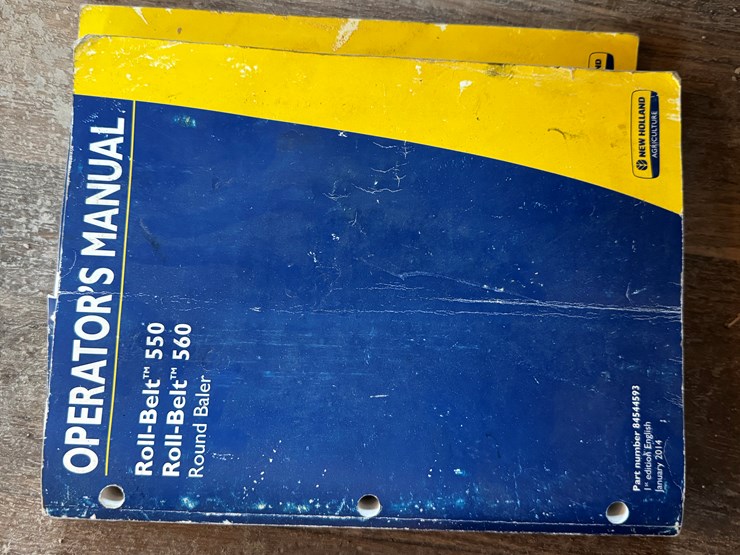 NEW HOLLAND
AGRICULTURE
OPERATOR'S MANUAL
Roll-Belt™ 550
Roll-Belt™ 560
Round Baler
Part number 84544593
1st edition English
January 2014